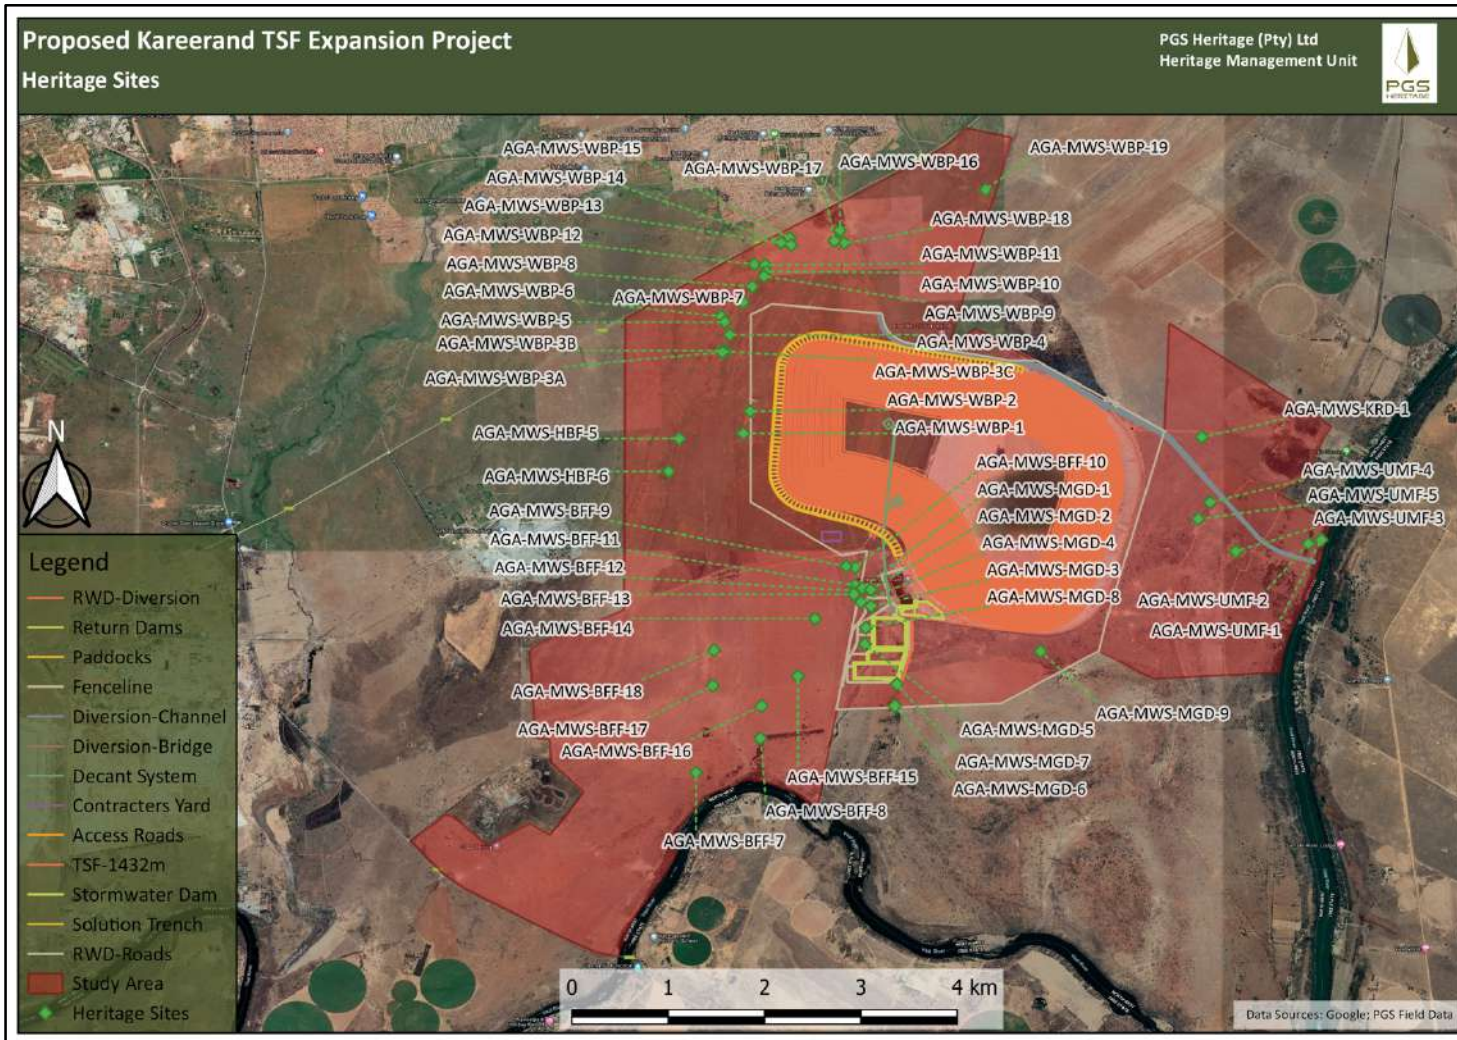 Proposed Kareerand TSF Expansion Project
Heritage Sites
PGS Heritage (Pty) Ltd
Heritage Management Unit
PGS
HERITAGE
AGA-MWS-WBP-15
AGA-MWS-WBP-14
AGA-MWS-WBP-13
AGA-MWS-WBP-12
AGA-MWS-WBP-8
AGA-MWS-WBP-6
AGA-MWS-WBP-7
AGA-MWS-WBP-5
AGA-MWS-WBP-3B
AGA-MWS-WBP-3A
AGA-MWS-WBP-17
AGA-MWS-WBP-16
AGA-MWS-WBP-19
AGA-MWS-WBP-18
AGA-MWS-WBP-11
AGA-MWS-WBP-10
AGA-MWS-WBP-9
AGA-MWS-WBP-4
AGA-MWS-WBP-3C
AGA-MWS-WBP-2
AGA-MWS-WBP-1
AGA-MWS-HBF-5
AGA-MWS-HBF-6
AGA-MWS-BFF-9
AGA-MWS-BFF-11
AGA-MWS-BFF-12
AGA-MWS-BFF-13
AGA-MWS-BFF-14
AGA-MWS-BFF-18
AGA-MWS-BFF-17
AGA-MWS-BFF-16
AGA-MWS-BFF-15
AGA-MWS-BFF-8
AGA-MWS-BFF-7
AGA-MWS-BFF-10
AGA-MWS-MGD-1
AGA-MWS-MGD-2
AGA-MWS-MGD-4
AGA-MWS-MGD-3
AGA-MWS-MGD-8
AGA-MWS-MGD-9
AGA-MWS-MGD-5
AGA-MWS-MGD-7
AGA-MWS-MGD-6
AGA-MWS-KRD-1
AGA-MWS-UMF-4
AGA-MWS-UMF-5
AGA-MWS-UMF-3
AGA-MWS-UMF-2
AGA-MWS-UMF-1
N
Legend
RWD-Diversion
Return Dams
Paddocks
Fenceline
Diversion-Channel
Diversion-Bridge
Decant System
Contracters Yard
Access Roads
TSF-1432m
Stormwater Dam
Solution Trench
RWD-Roads
Study Area
Heritage Sites
0 1 2 3 4 km
Data Sources: Google; PGS Field Data